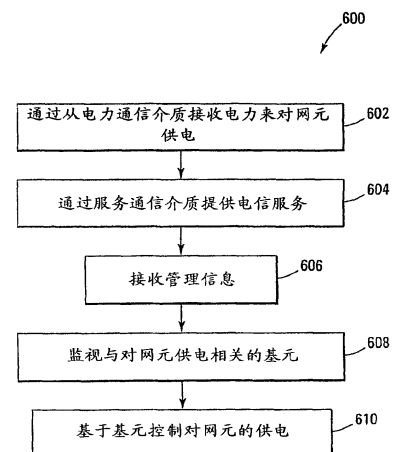 600
通过从电力通信介质接收电力来对网元
供电
602
通过服务通信介质提供电信服务
604
接收管理信息
606
监视与对网元供电相关的基元
608
基于基元控制对网元的供电
610